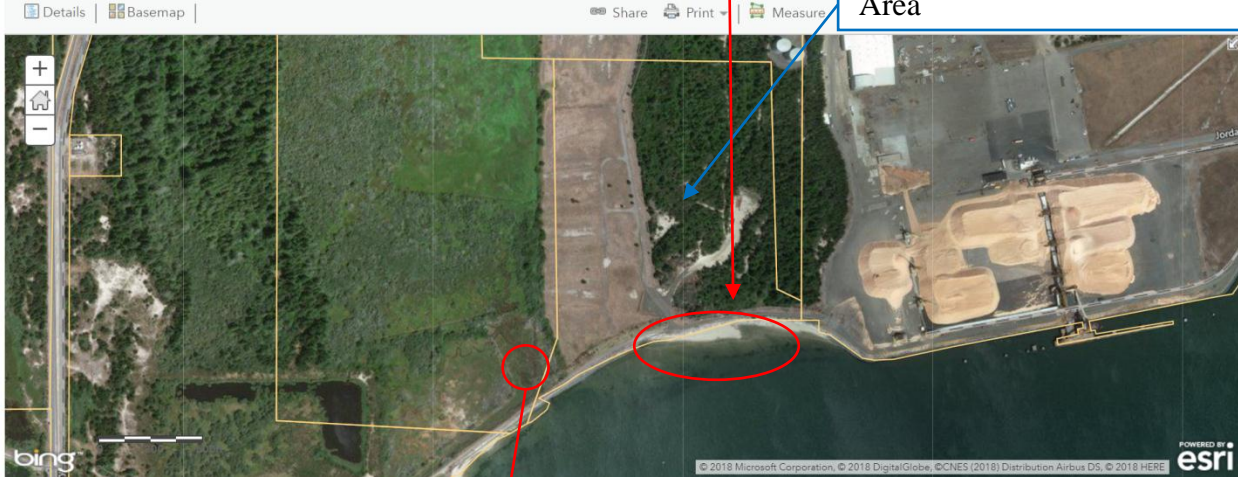 Details Basemap Share Print Measure
Area
+
−
Jorda
bing
© 2018 Microsoft Corporation, © 2018 DigitalGlobe, ©CNES (2018) Distribution Airbus DS, © 2018 HERE
POWERED BY
esri